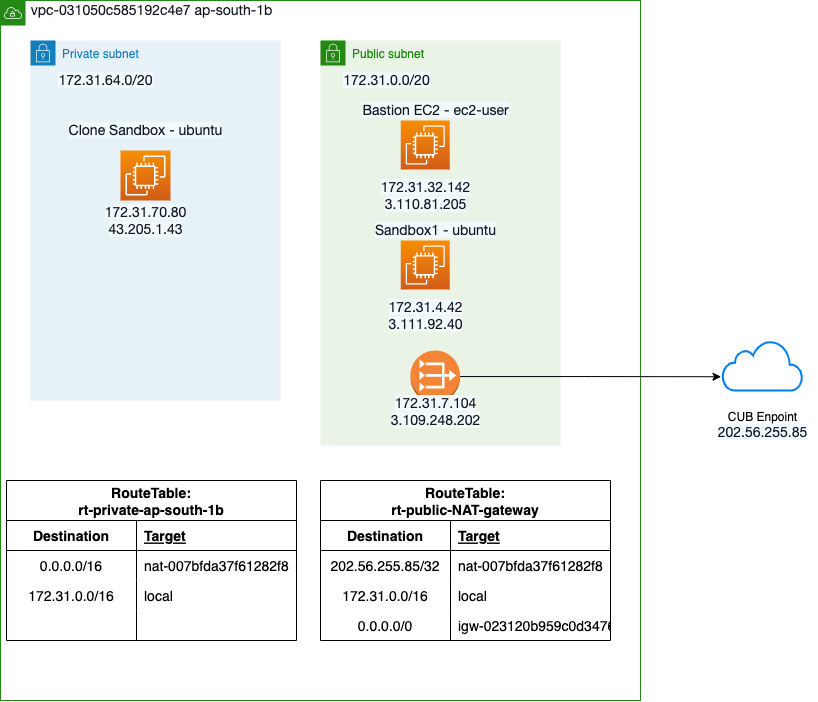 vpc-031050c585192c4e7 ap-south-1b
Private subnet
172.31.64.0/20
Clone Sandbox - ubuntu
172.31.70.80
43.205.1.43
Public subnet
172.31.0.0/20
Bastion EC2 - ec2-user
172.31.32.142
3.110.81.205
Sandbox1 - ubuntu
172.31.4.42
3.111.92.40
172.31.7.104
3.109.248.202
CUB Enpoint
202.56.255.85
RouteTable:
rt-private-ap-south-1b
Destination Target
0.0.0.0/16 nat-007bfda37f61282f8
172.31.0.0/16 local
RouteTable:
rt-public-NAT-gateway
Destination Target
202.56.255.85/32 nat-007bfda37f61282f8
172.31.0.0/16 local
0.0.0.0/0 igw-023120b959c0d3476